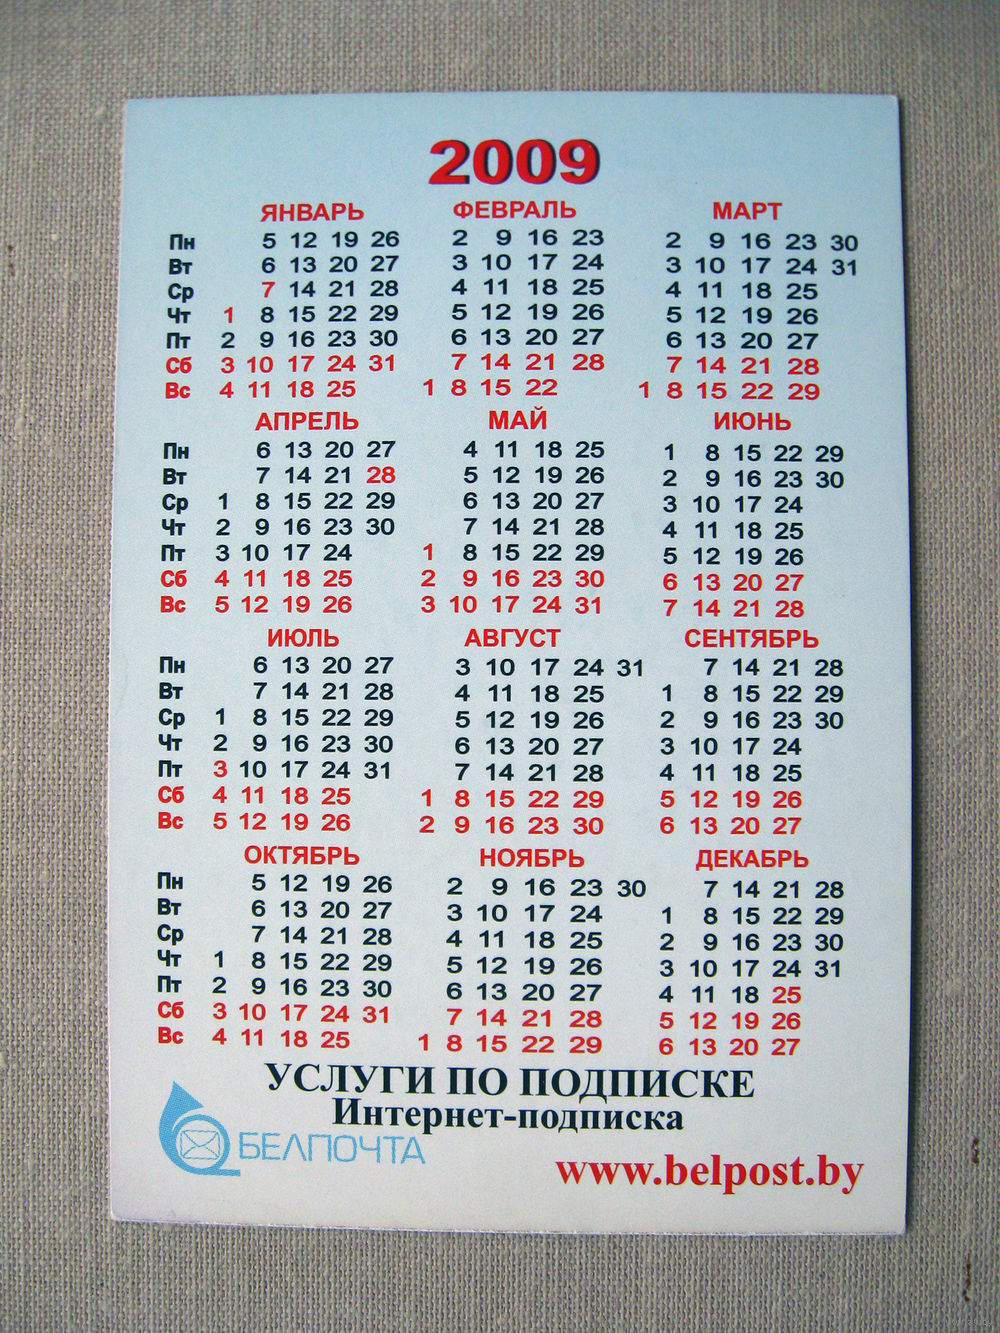 2009
ЯНВАРЬ ФЕВРАЛЬ МАРТ
Пн 5 12 19 26 2 9 16 23 2 9 16 23 30
Вт 6 13 20 27 3 10 17 24 3 10 17 24 31
Ср 7 14 21 28 4 11 18 25 4 11 18 25
Чт 1 8 15 22 29 5 12 19 26 5 12 19 26
Пт 2 9 16 23 30 6 13 20 27 6 13 20 27
Сб 3 10 17 24 31 7 14 21 28 7 14 21 28
Вс 4 11 18 25 1 8 15 22 1 8 15 22 29
АПРЕЛЬ МАЙ ИЮНЬ
Пн 6 13 20 27 4 11 18 25 1 8 15 22 29
Вт 7 14 21 28 5 12 19 26 2 9 16 23 30
Ср 1 8 15 22 29 6 13 20 27 3 10 17 24
Чт 2 9 16 23 30 7 14 21 28 4 11 18 25
Пт 3 10 17 24 1 8 15 22 29 5 12 19 26
Сб 4 11 18 25 2 9 16 23 30 6 13 20 27
Вс 5 12 19 26 3 10 17 24 31 7 14 21 28
ИЮЛЬ АВГУСТ СЕНТЯБРЬ
Пн 6 13 20 27 3 10 17 24 31 7 14 21 28
Вт 7 14 21 28 4 11 18 25 1 8 15 22 29
Ср 1 8 15 22 29 5 12 19 26 2 9 16 23 30
Чт 2 9 16 23 30 6 13 20 27 3 10 17 24
Пт 3 10 17 24 31 7 14 21 28 4 11 18 25
Сб 4 11 18 25 1 8 15 22 29 5 12 19 26
Вс 5 12 19 26 2 9 16 23 30 6 13 20 27
ОКТЯБРЬ НОЯБРЬ ДЕКАБРЬ
Пн 5 12 19 26 2 9 16 23 30 7 14 21 28
Вт 6 13 20 27 3 10 17 24 1 8 15 22 29
Ср 7 14 21 28 4 11 18 25 2 9 16 23 30
Чт 1 8 15 22 29 5 12 19 26 3 10 17 24 31
Пт 2 9 16 23 30 6 13 20 27 4 11 18 25
Сб 3 10 17 24 31 7 14 21 28 5 12 19 26
Вс 4 11 18 25 1 8 15 22 29 6 13 20 27
УСЛУГИ ПО ПОДПИСКЕ
Интернет-подписка
БЕЛПОЧТА
www.belpost.by